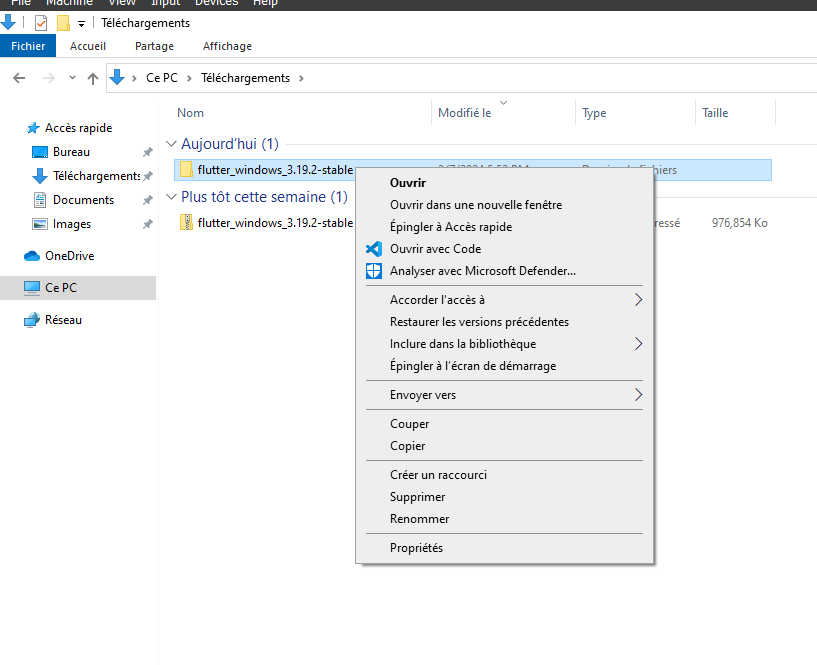 File Machine View Input Devices Help
Téléchargements
Fichier Accueil Partage Affichage
Ce PC Téléchargements
Nom Modifié le Type Taille
Accès rapide
Bureau
Téléchargements
Documents
Images
OneDrive
Ce PC
Réseau
Aujourd'hui (1)
flutter_windows_3.19.2-stable
Plus tôt cette semaine (1)
flutter_windows_3.19.2-stable 976,854 Ko
Ouvrir
Ouvrir dans une nouvelle fenêtre
Épingler à Accès rapide
Ouvrir avec Code
Analyser avec Microsoft Defender...
Accorder l'accès à
Restaurer les versions précédentes
Inclure dans la bibliothèque
Épingler à l'écran de démarrage
Envoyer vers
Couper
Copier
Créer un raccourci
Supprimer
Renommer
Propriétés